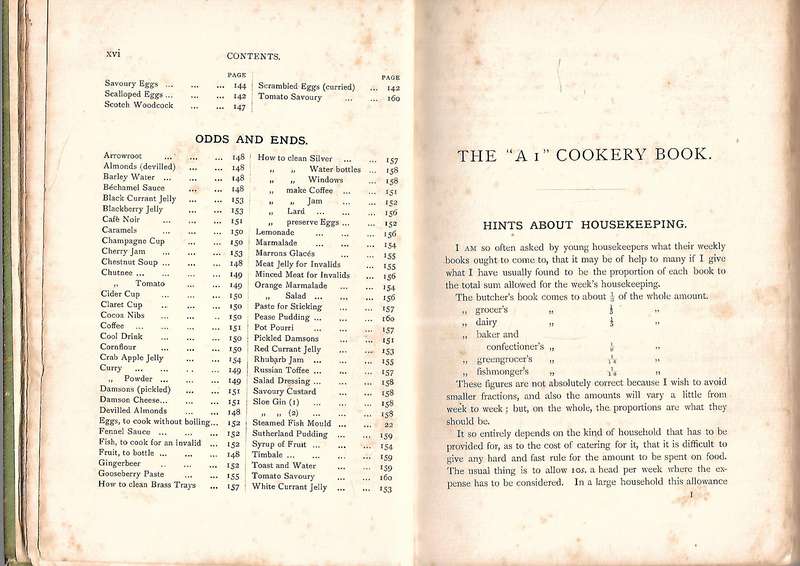 xvi
CONTENTS.
PAGE
Savoury Eggs ... ... ... 144
Scalloped Eggs ... ... ... 142
Scotch Woodcock ... ... 147
PAGE
Scrambled Eggs (curried) ... 142
Tomato Savoury ... ... 160
ODDS AND ENDS.
Arrowroot ... ... ... 148
Almonds (devilled) ... ... 148
Barley Water ... ... ... 148
Béchamel Sauce ... ... 148
Black Currant Jelly ... ... 153
Blackberry Jelly ... ... 153
Café Noir ... ... ... 151
Caramels ... ... ... 150
Champagne Cup ... ... 150
Cherry Jam ... ... ... 153
Chestnut Soup ... ... ... 148
Chutnee ... ... ... ... 149
„ Tomato ... ... 149
Cider Cup ... ... ... 150
Claret Cup ... ... ... 150
Cocoa Nibs ... ... ... 150
Coffee ... ... ... ... 151
Cool Drink ... ... ... 150
Cornflour ... ... ... 150
Crab Apple Jelly ... ... 154
Curry ... ... ... ... 149
„ Powder ... ... ... 149
Damsons (pickled) ... ... 151
Damson Cheese... ... ... 151
Devilled Almonds ... ... 148
Eggs, to cook without boiling... 152
Fennel Sauce ... ... ... 152
Fish, to cook for an invalid ... 152
Fruit, to bottle ... ... ... 148
Gingerbeer ... ... ... 152
Gooseberry Paste ... ... 155
How to clean Brass Trays ... 157
How to clean Silver ... ... 157
„ „ Water bottles ... 158
„ „ Windows ... 158
„ make Coffee ... ... 151
„ „ Jam ... ... 152
„ Lard ... ... ... 156
„ preserve Eggs ... ... 152
Lemonade ... ... ... 156
Marmalade ... ... ... 154
Marrons Glacés ... ... 155
Meat Jelly for Invalids ... 155
Minced Meat for Invalids ... 156
Orange Marmalade ... ... 154
„ Salad ... ... ... 156
Paste for Sticking ... ... 157
Pease Pudding ... ... ... 160
Pot Pourri ... ... ... 157
Pickled Damsons ... ... 151
Red Currant Jelly ... ... 153
Rhubarb Jam ... ... ... 155
Russian Toffee ... ... ... 157
Salad Dressing ... ... ... 158
Savoury Custard ... ... 158
Sloe Gin (1) ... ... ... 158
„ „ (2) ... ... ... 158
Steamed Fish Mould ... ... 22
Sutherland Pudding ... ... 159
Syrup of Fruit ... ... ... 154
Timbale ... ... ... ... 159
Toast and Water ... ... 159
Tomato Savoury ... ... 160
White Currant Jelly ... ... 153
THE "A 1" COOKERY BOOK.
HINTS ABOUT HOUSEKEEPING.
I AM so often asked by young housekeepers what their weekly
books ought to come to, that it may be of help to many if I give
what I have usually found to be the proportion of each book to
the total sum allowed for the week's housekeeping.
The butcher's book comes to about of the whole amount.
„ grocer's „ „
„ dairy „ „
„ baker and
confectioner's „ „
„ greengrocer's „ „
„ fishmonger's „ „
These figures are not absolutely correct because I wish to avoid
smaller fractions, and also the amounts will vary a little from
week to week; but, on the whole, the proportions are what they
should be.
It so entirely depends on the kind of household that has to be
provided for, as to the cost of catering for it, that it is difficult to
give any hard and fast rule for the amount to be spent on food.
The usual thing is to allow 10s. a head per week where the ex-
pense has to be considered. In a large household this allowance
1